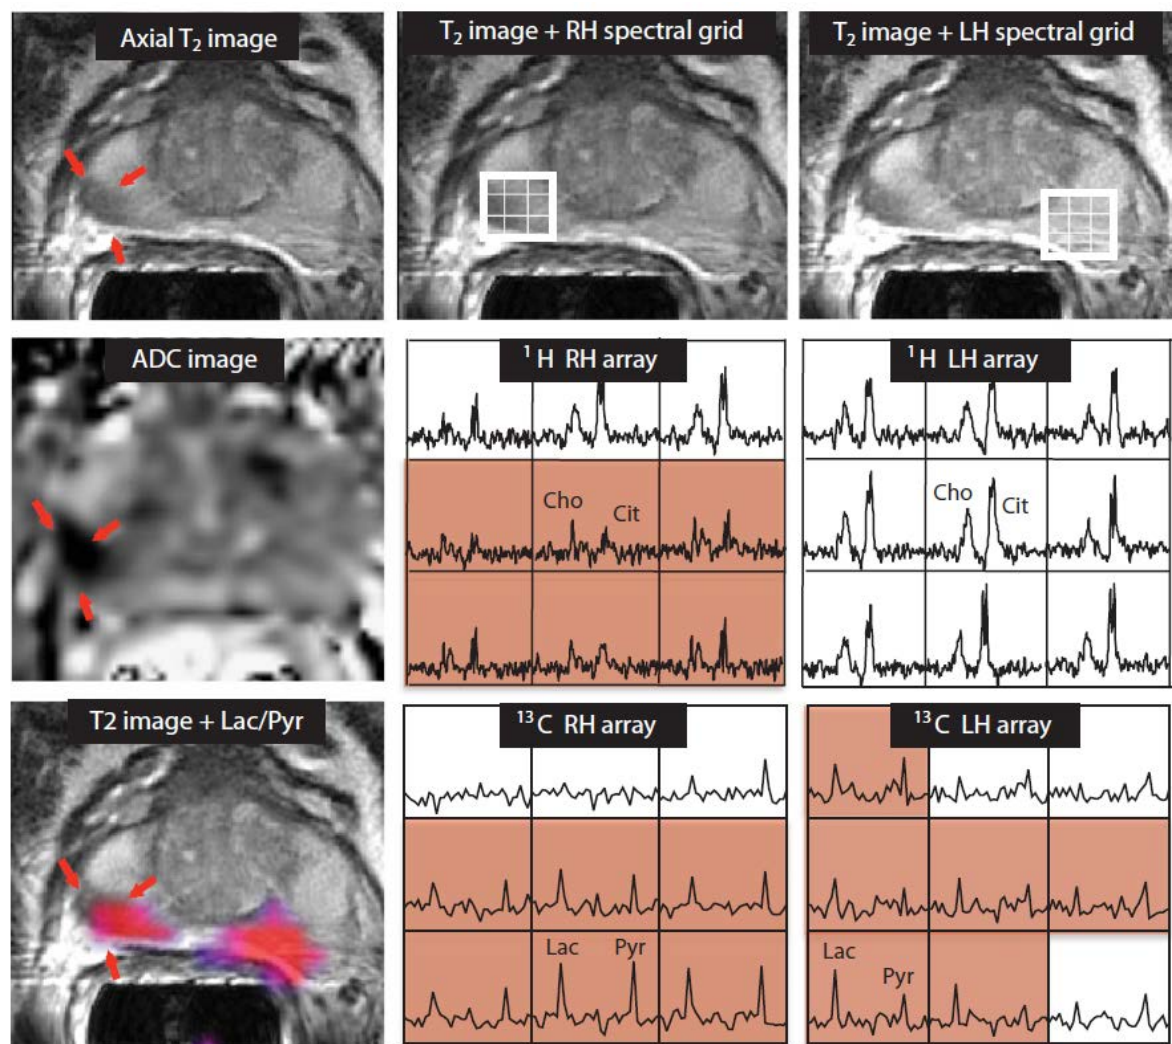 Axial T₂ image
T₂ image + RH spectral grid
T₂ image + LH spectral grid
ADC image
¹H RH array
¹H LH array
Cho
Cit
Cho
Cit
T2 image + Lac/Pyr
¹³C RH array
¹³C LH array
Lac
Pyr
Lac
Pyr